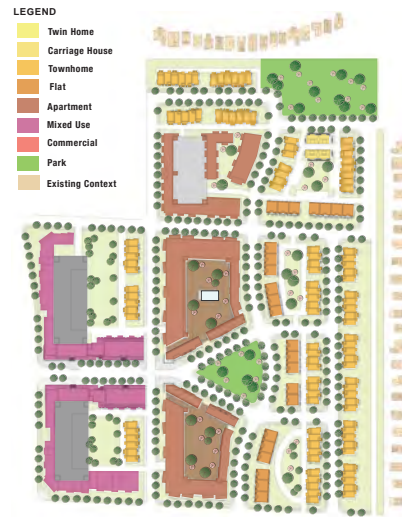 LEGEND
Twin Home
Carriage House
Townhome
Flat
Apartment
Mixed Use
Commercial
Park
Existing Context